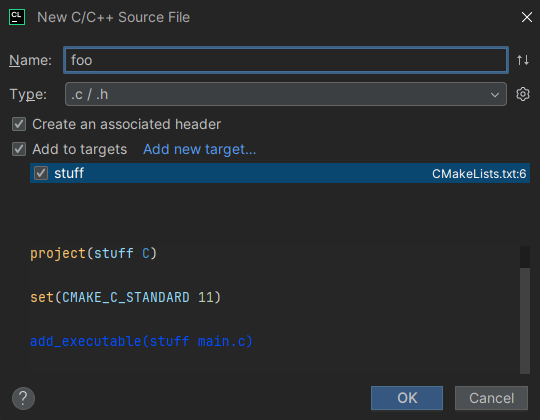 CL New C/C++ Source File
Name: foo
Type: .c / .h
Create an associated header
Add to targets Add new target...
stuff CMakeLists.txt:6
project(stuff C)
set(CMAKE_C_STANDARD 11)
add_executable(stuff main.c)
? OK Cancel